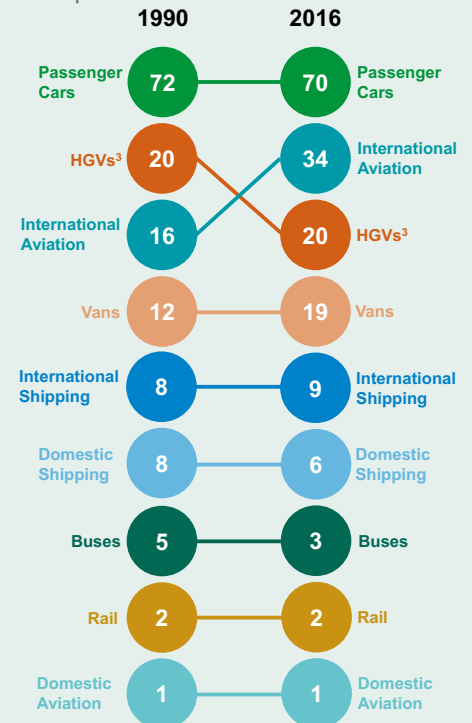 1990 2016
Passenger
Cars
72 70
Passenger
Cars
HGVs³
20 34
International
Aviation
International
Aviation
16 20
HGVs³
Vans 12 19 Vans
International
Shipping
8 9
International
Shipping
Domestic
Shipping
8 6
Domestic
Shipping
Buses 5 3 Buses
Rail 2 2 Rail
Domestic
Aviation
1 1
Domestic
Aviation